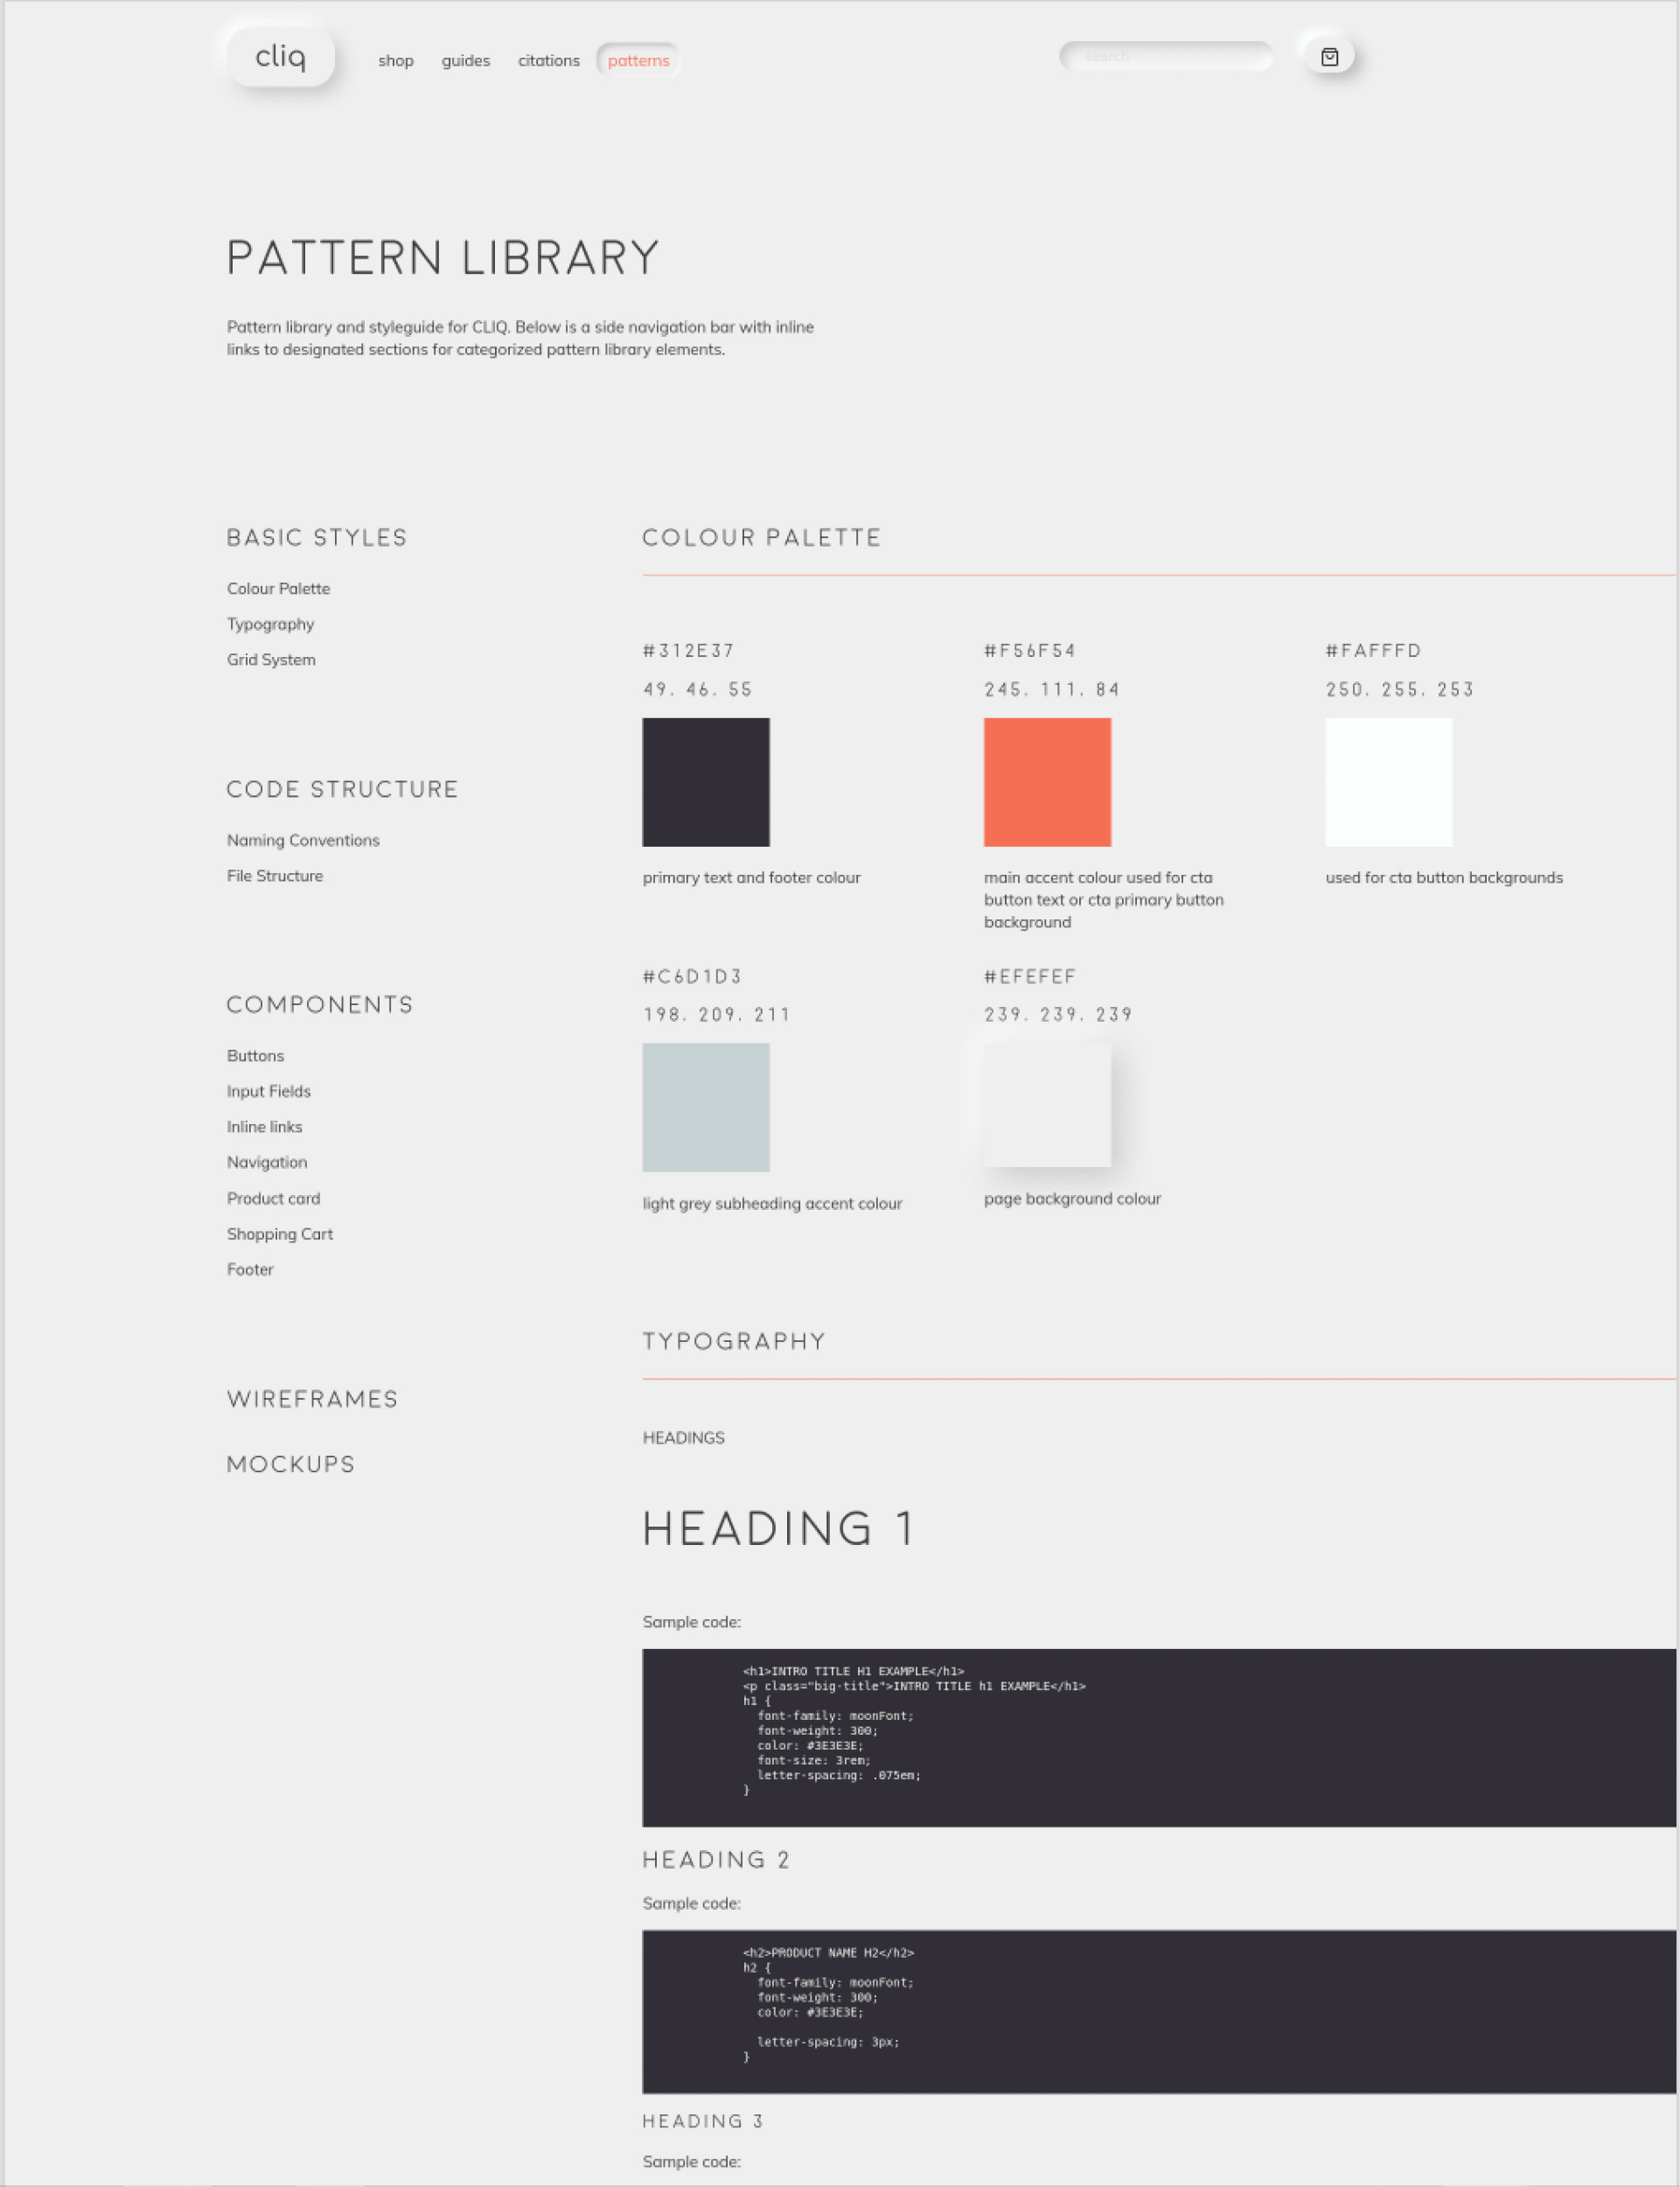 cliq
shop guides citations patterns
search
PATTERN LIBRARY
Pattern library and styleguide for CLIQ. Below is a side navigation bar with inline
links to designated sections for categorized pattern library elements.
BASIC STYLES
Colour Palette
Typography
Grid System
CODE STRUCTURE
Naming Conventions
File Structure
COMPONENTS
Buttons
Input Fields
Inline links
Navigation
Product card
Shopping Cart
Footer
WIREFRAMES
MOCKUPS
COLOUR PALETTE
#312E37
49. 46. 55
primary text and footer colour
#F56F54
245. 111. 84
main accent colour used for cta
button text or cta primary button
background
#FAFFFD
250. 255. 253
used for cta button backgrounds
#C6D1D3
198. 209. 211
light grey subheading accent colour
#EFEFEF
239. 239. 239
page background colour
TYPOGRAPHY
HEADINGS
HEADING 1
Sample code:
<h1>INTRO TITLE H1 EXAMPLE</h1>
<p class="big-title">INTRO TITLE h1 EXAMPLE</h1>
h1 {
font-family: moonFont;
font-weight: 300;
color: #3E3E3E;
font-size: 3rem;
letter-spacing: .075em;
}
HEADING 2
Sample code:
<h2>PRODUCT NAME H2</h2>
h2 {
font-family: moonFont;
font-weight: 300;
color: #3E3E3E;
letter-spacing: 3px;
}
HEADING 3
Sample code: